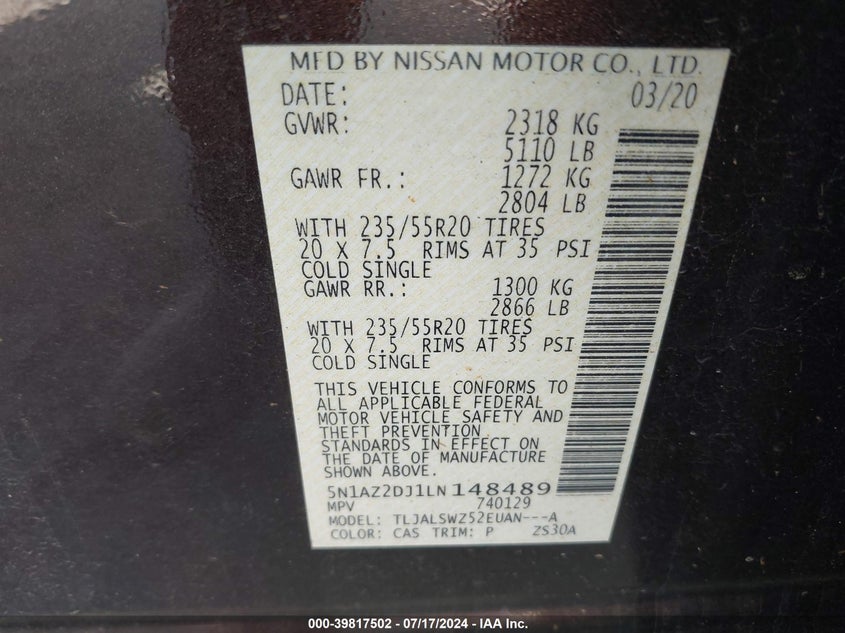 MFD BY NISSAN MOTOR CO., LTD.
DATE: 03/20
GVWR: 2318 KG
5110 LB
GAWR FR.: 1272 KG
2804 LB
WITH 235/55R20 TIRES
20 X 7.5 RIMS AT 35 PSI
COLD SINGLE
GAWR RR.: 1300 KG
2866 LB
WITH 235/55R20 TIRES
20 X 7.5 RIMS AT 35 PSI
COLD SINGLE
THIS VEHICLE CONFORMS TO
ALL APPLICABLE FEDERAL
MOTOR VEHICLE SAFETY AND
THEFT PREVENTION
STANDARDS IN EFFECT ON
THE DATE OF MANUFACTURE
SHOWN ABOVE.
5N1AZ2DJ1LN148489
MPV 740129
MODEL: TLJALSWZ52EUAN---A
COLOR: CAS TRIM: P ZS30A
000-39817502 - 07/17/2024 - IAA Inc.